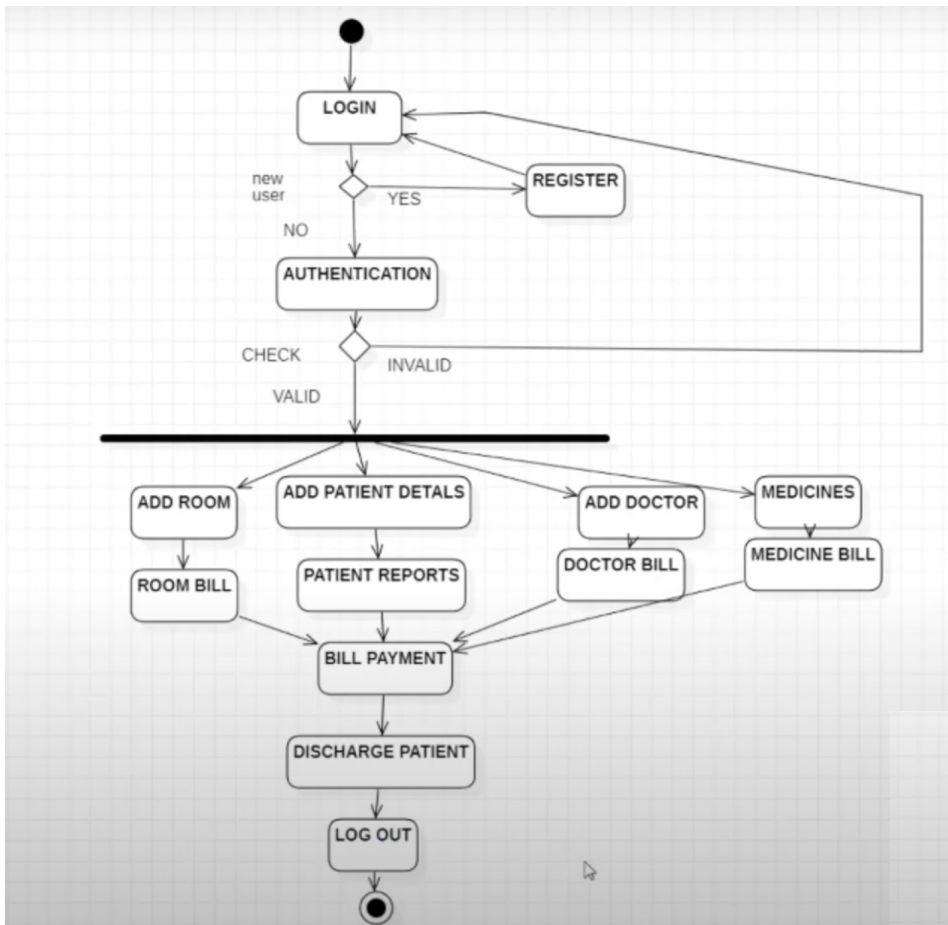 LOGIN
new
user
YES
REGISTER
NO
AUTHENTICATION
CHECK
INVALID
VALID
ADD ROOM
ADD PATIENT DETALS
ADD DOCTOR
MEDICINES
ROOM BILL
PATIENT REPORTS
DOCTOR BILL
MEDICINE BILL
BILL PAYMENT
DISCHARGE PATIENT
LOG OUT